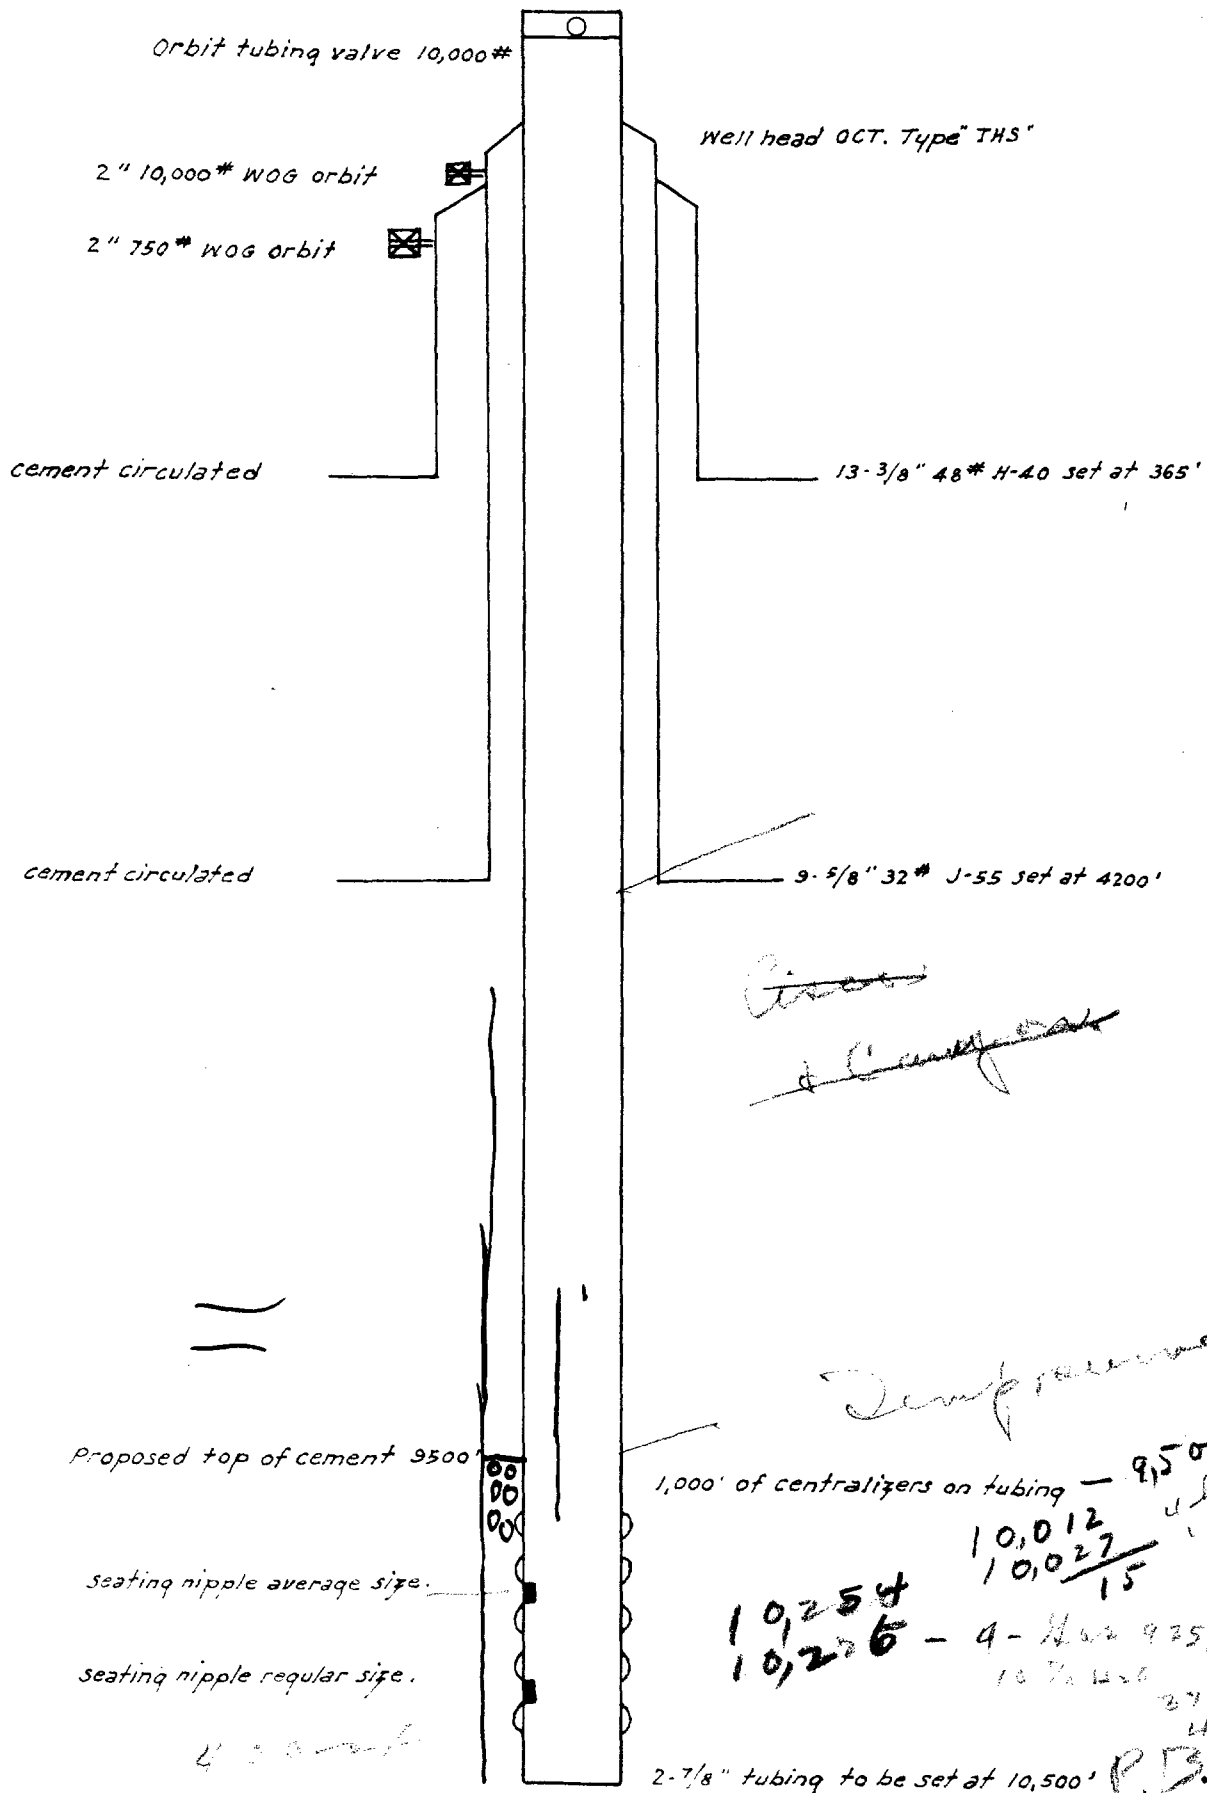 Orbit tubing valve 10,000#
Well head OCT. Type "THS"
2" 10,000# WOG orbit
2" 750# WOG orbit
cement circulated
13-3/8" 48# H-40 set at 365'
cement circulated
9-5/8" 32# J-55 set at 4200'
Proposed top of cement 9500'
1,000' of centralizers on tubing —
10,012
10,027
15
seating nipple average size.
10,254
seating nipple regular size.
2-7/8" tubing to be set at 10,500'